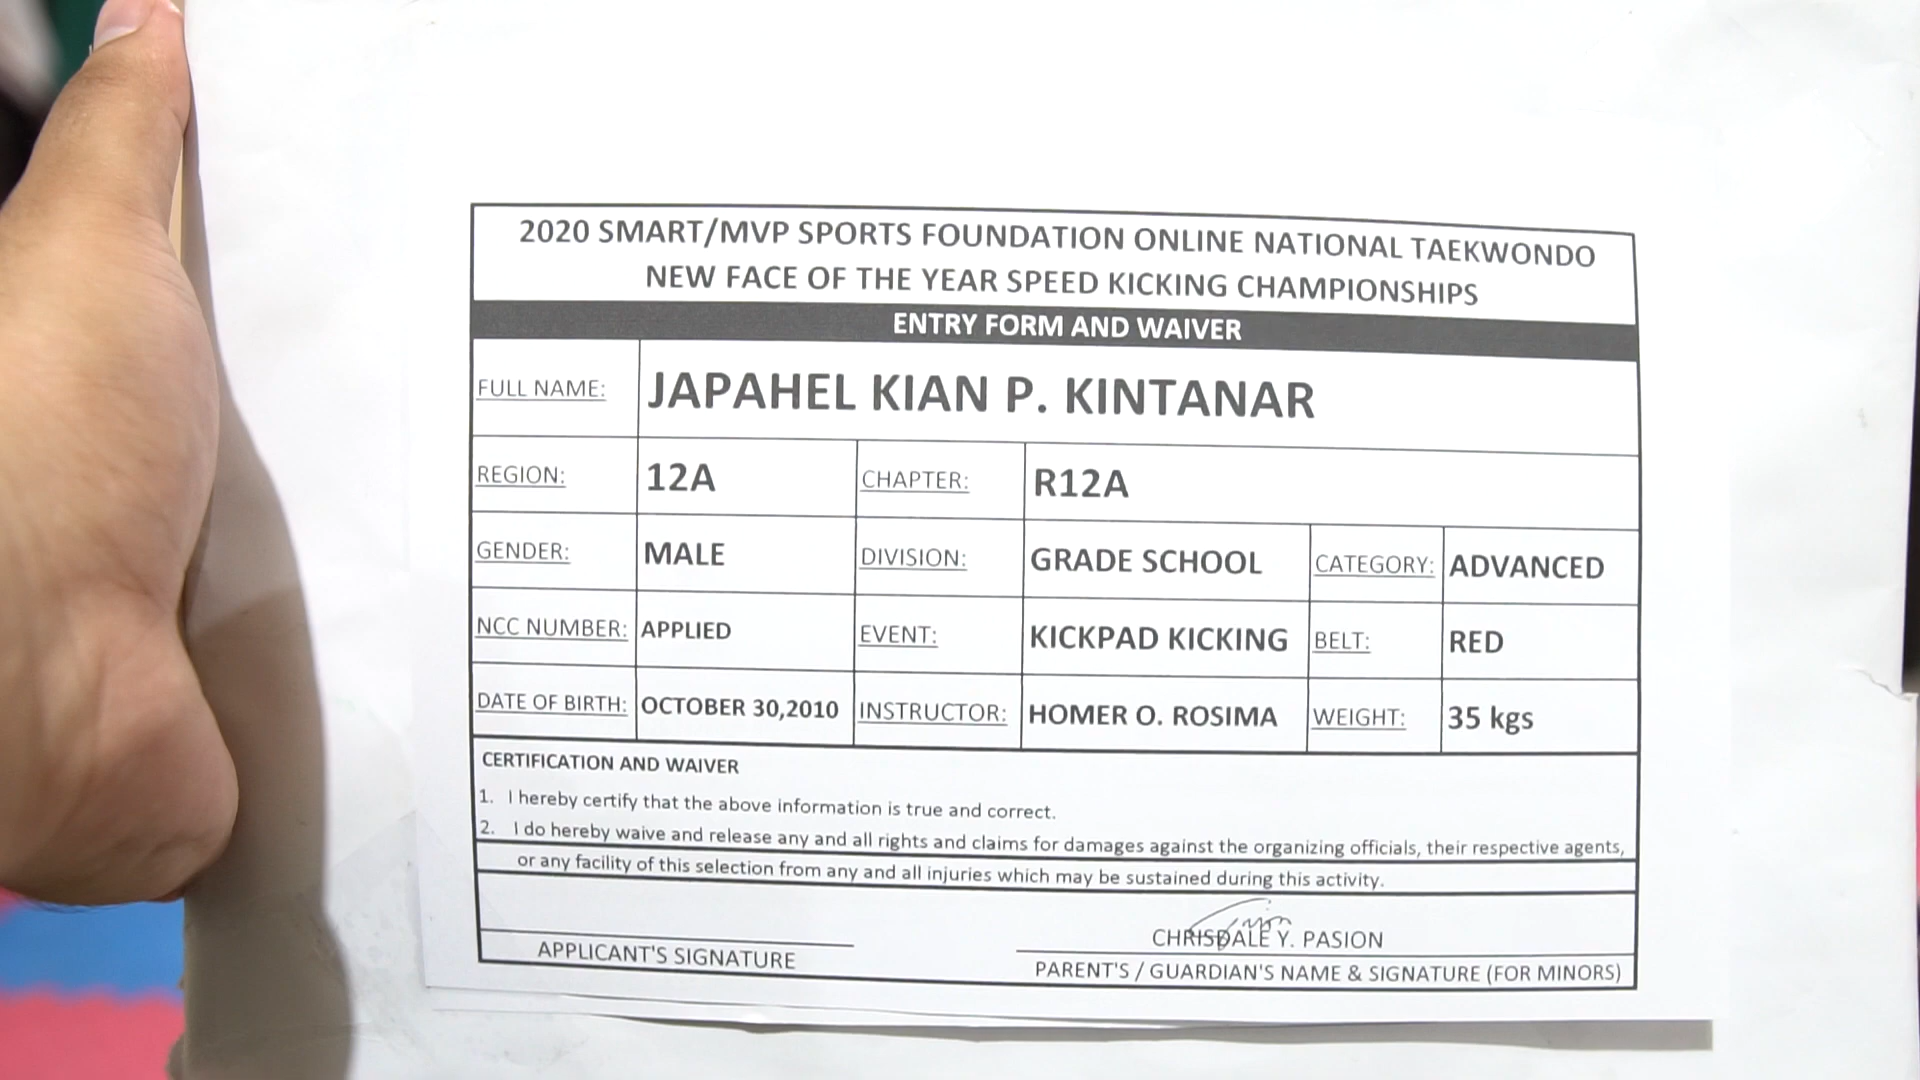 2020 SMART/MVP SPORTS FOUNDATION ONLINE NATIONAL TAEKWONDO
NEW FACE OF THE YEAR SPEED KICKING CHAMPIONSHIPS
ENTRY FORM AND WAIVER
FULL NAME: JAPAHEL KIAN P. KINTANAR
REGION: 12A CHAPTER: R12A
GENDER: MALE DIVISION: GRADE SCHOOL CATEGORY: ADVANCED
NCC NUMBER: APPLIED EVENT: KICKPAD KICKING BELT: RED
DATE OF BIRTH: OCTOBER 30,2010 INSTRUCTOR: HOMER O. ROSIMA WEIGHT: 35 kgs
CERTIFICATION AND WAIVER
1. I hereby certify that the above information is true and correct.
2. I do hereby waive and release any and all rights and claims for damages against the organizing officials, their respective agents,
or any facility of this selection from any and all injuries which may be sustained during this activity.
CHRISDALE Y. PASION
APPLICANT'S SIGNATURE PARENT'S / GUARDIAN'S NAME & SIGNATURE (FOR MINORS)